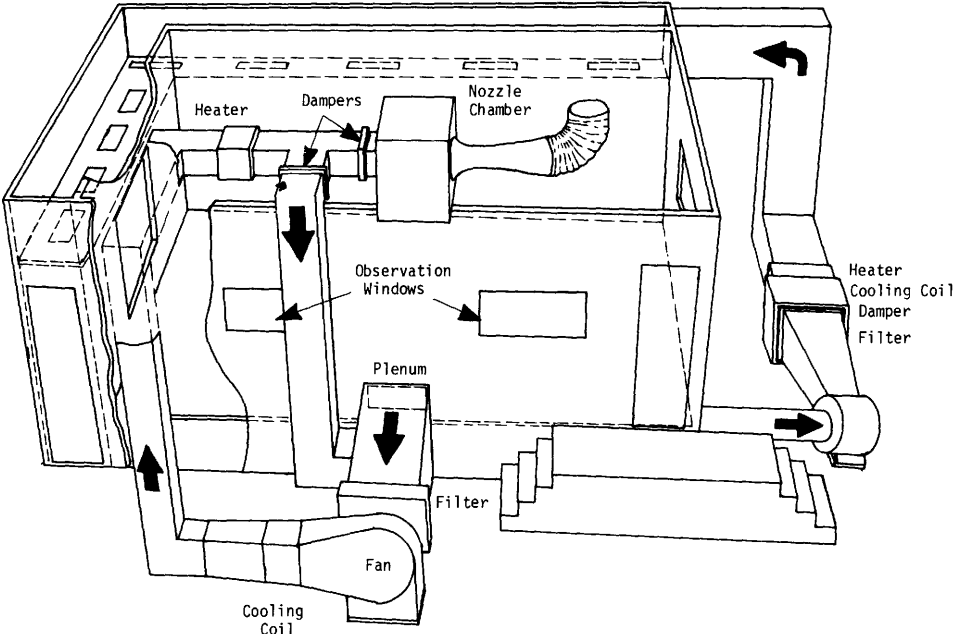 Nozzle
Chamber
Dampers
Heater
Observation
Windows
Heater
Cooling Coil
Damper
Filter
Plenum
Filter
Fan
Cooling
Coil